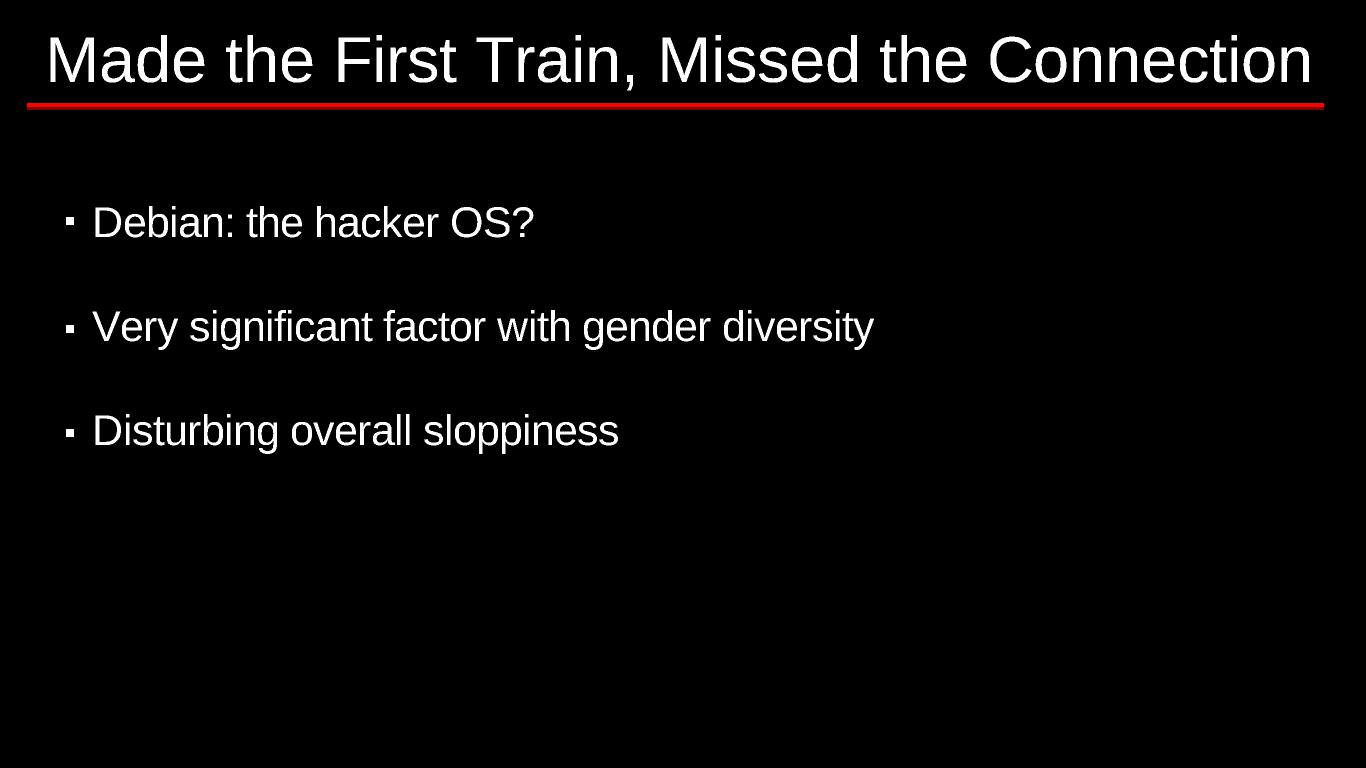 Made the First Train, Missed the Connection
▪ Debian: the hacker OS?
▪ Very significant factor with gender diversity
▪ Disturbing overall sloppiness